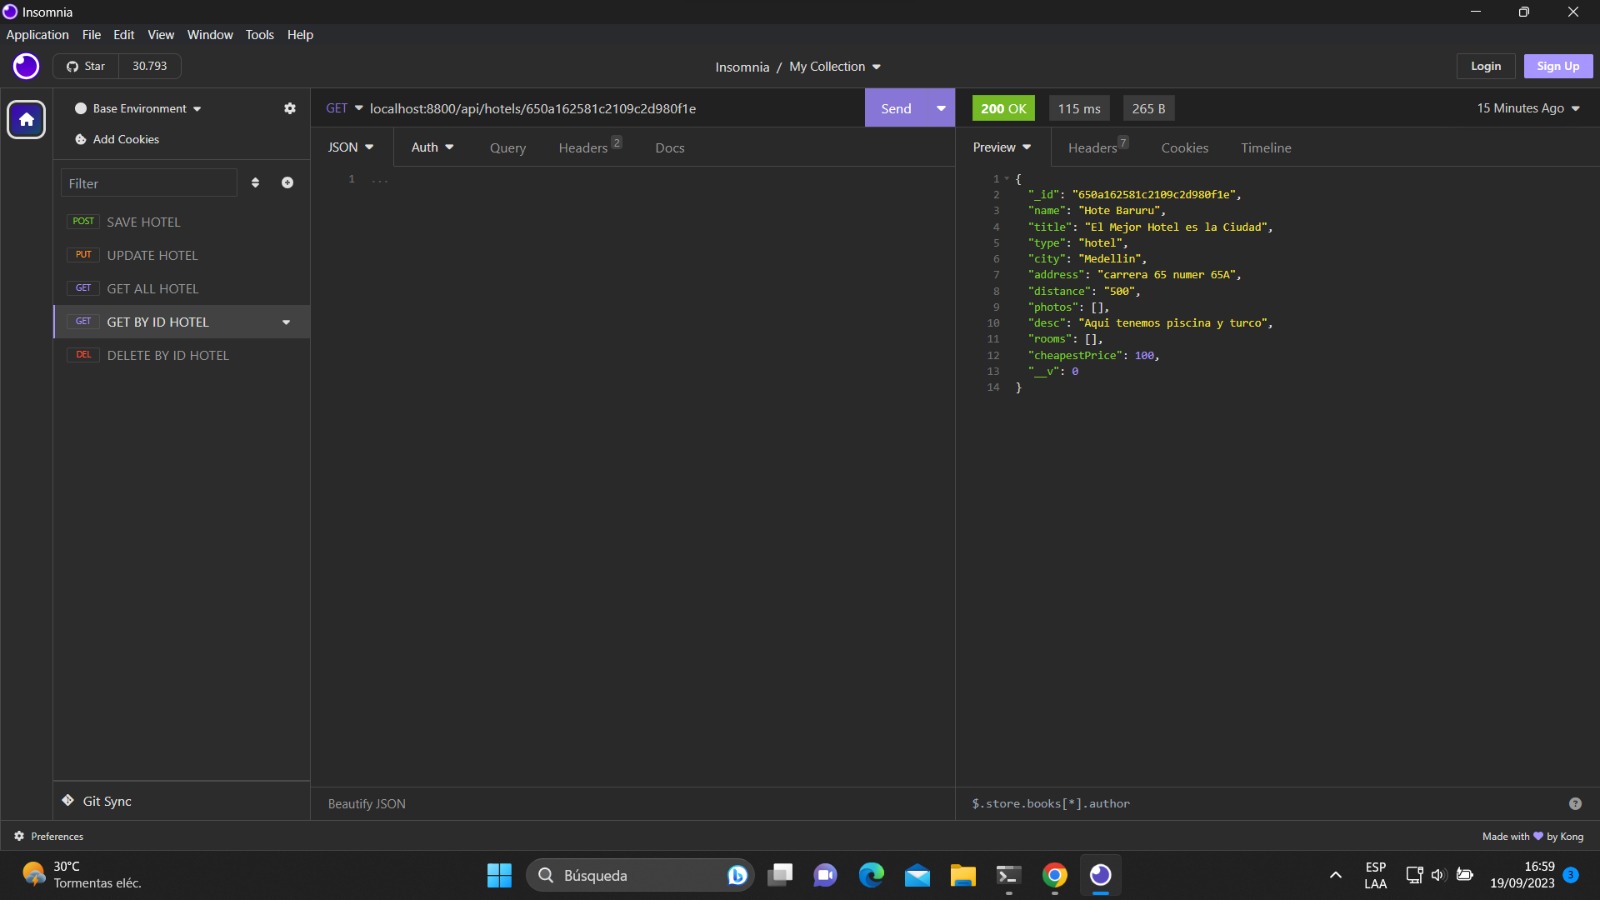 Insomnia
Application File Edit View Window Tools Help
Star 30.793
Insomnia / My Collection
Login Sign Up
Base Environment
Add Cookies
Filter
POST SAVE HOTEL
PUT UPDATE HOTEL
GET GET ALL HOTEL
GET GET BY ID HOTEL
DEL DELETE BY ID HOTEL
Git Sync
GET localhost:8800/api/hotels/650a162581c2109c2d980f1e Send
JSON Auth Query Headers 2 Docs
1 ...
Beautify JSON
200 OK 115 ms 265 B 15 Minutes Ago
Preview Headers 7 Cookies Timeline
1 {
2 "_id": "650a162581c2109c2d980f1e",
3 "name": "Hote Baruru",
4 "title": "El Mejor Hotel es la Ciudad",
5 "type": "hotel",
6 "city": "Medellin",
7 "address": "carrera 65 numer 65A",
8 "distance": "500",
9 "photos": [],
10 "desc": "Aqui tenemos piscina y turco",
11 "rooms": [],
12 "cheapestPrice": 100,
13 "__v": 0
14 }
$.store.books[*].author
Preferences
Made with 💜 by Kong
30°C
Tormentas eléc.
Búsqueda
ESP
LAA
16:59
19/09/2023
3